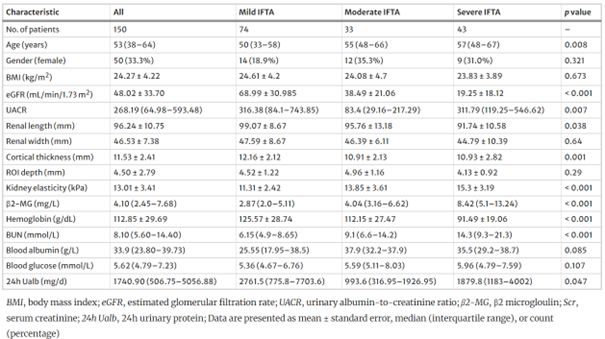 Characteristic All Mild IFTA Moderate IFTA Severe IFTA p value
No. of patients 150 74 33 43 –
Age (years) 53 (38–64) 50 (33–58) 55 (48–66) 57 (48–67) 0.008
Gender (female) 50 (33.3%) 14 (18.9%) 12 (35.3%) 9 (31.0%) 0.321
BMI (kg/m²) 24.27 ± 4.22 24.61 ± 4.2 24.08 ± 4.7 23.83 ± 3.89 0.673
eGFR (mL/min/1.73 m²) 48.02 ± 33.70 68.99 ± 30.985 38.49 ± 21.06 19.25 ± 18.12 < 0.001
UACR 268.19 (64.98–593.48) 316.38 (84.1–743.85) 83.4 (29.16–217.29) 311.79 (119.25–546.62) 0.007
Renal length (mm) 96.24 ± 10.75 99.07 ± 8.67 95.76 ± 13.18 91.74 ± 10.58 0.038
Renal width (mm) 46.53 ± 7.38 47.59 ± 8.67 46.39 ± 6.11 44.79 ± 10.39 0.64
Cortical thickness (mm) 11.53 ± 2.41 12.16 ± 2.12 10.91 ± 2.13 10.93 ± 2.82 0.001
ROI depth (mm) 4.50 ± 2.79 4.52 ± 1.22 4.96 ± 1.16 4.13 ± 0.92 0.29
Kidney elasticity (kPa) 13.01 ± 3.41 11.31 ± 2.42 13.85 ± 3.61 15.3 ± 3.19 < 0.001
β2-MG (mg/L) 4.10 (2.45–7.68) 2.87 (2.0–5.11) 4.04 (3.16–6.62) 8.42 (5.1–13.24) < 0.001
Hemoglobin (g/dL) 112.85 ± 29.69 125.57 ± 28.74 112.15 ± 27.47 91.49 ± 19.06 < 0.001
BUN (mmol/L) 8.10 (5.60–14.40) 6.15 (4.9–8.65) 9.1 (6.6–14.2) 14.3 (9.3–21.3) < 0.001
Blood albumin (g/L) 33.9 (23.80–39.73) 25.55 (17.95–38.5) 37.9 (32.2–37.9) 35.5 (29.2–38.7) 0.085
Blood glucose (mmol/L) 5.62 (4.79–7.23) 5.36 (4.67–6.76) 5.59 (5.11–8.03) 5.96 (4.79–7.59) 0.107
24h Ualb (mg/d) 1740.90 (506.75–5056.88) 2761.5 (775.8–7703.6) 993.6 (316.95–1926.95) 1879.8 (1183–4002) 0.047
BMI, body mass index; eGFR, estimated glomerular filtration rate; UACR, urinary albumin-to-creatinine ratio; β2-MG, β2 microgloulin; Scr,
serum creatinine; 24h Ualb, 24h urinary protein; Data are presented as mean ± standard error, median (interquartile range), or count
(percentage)